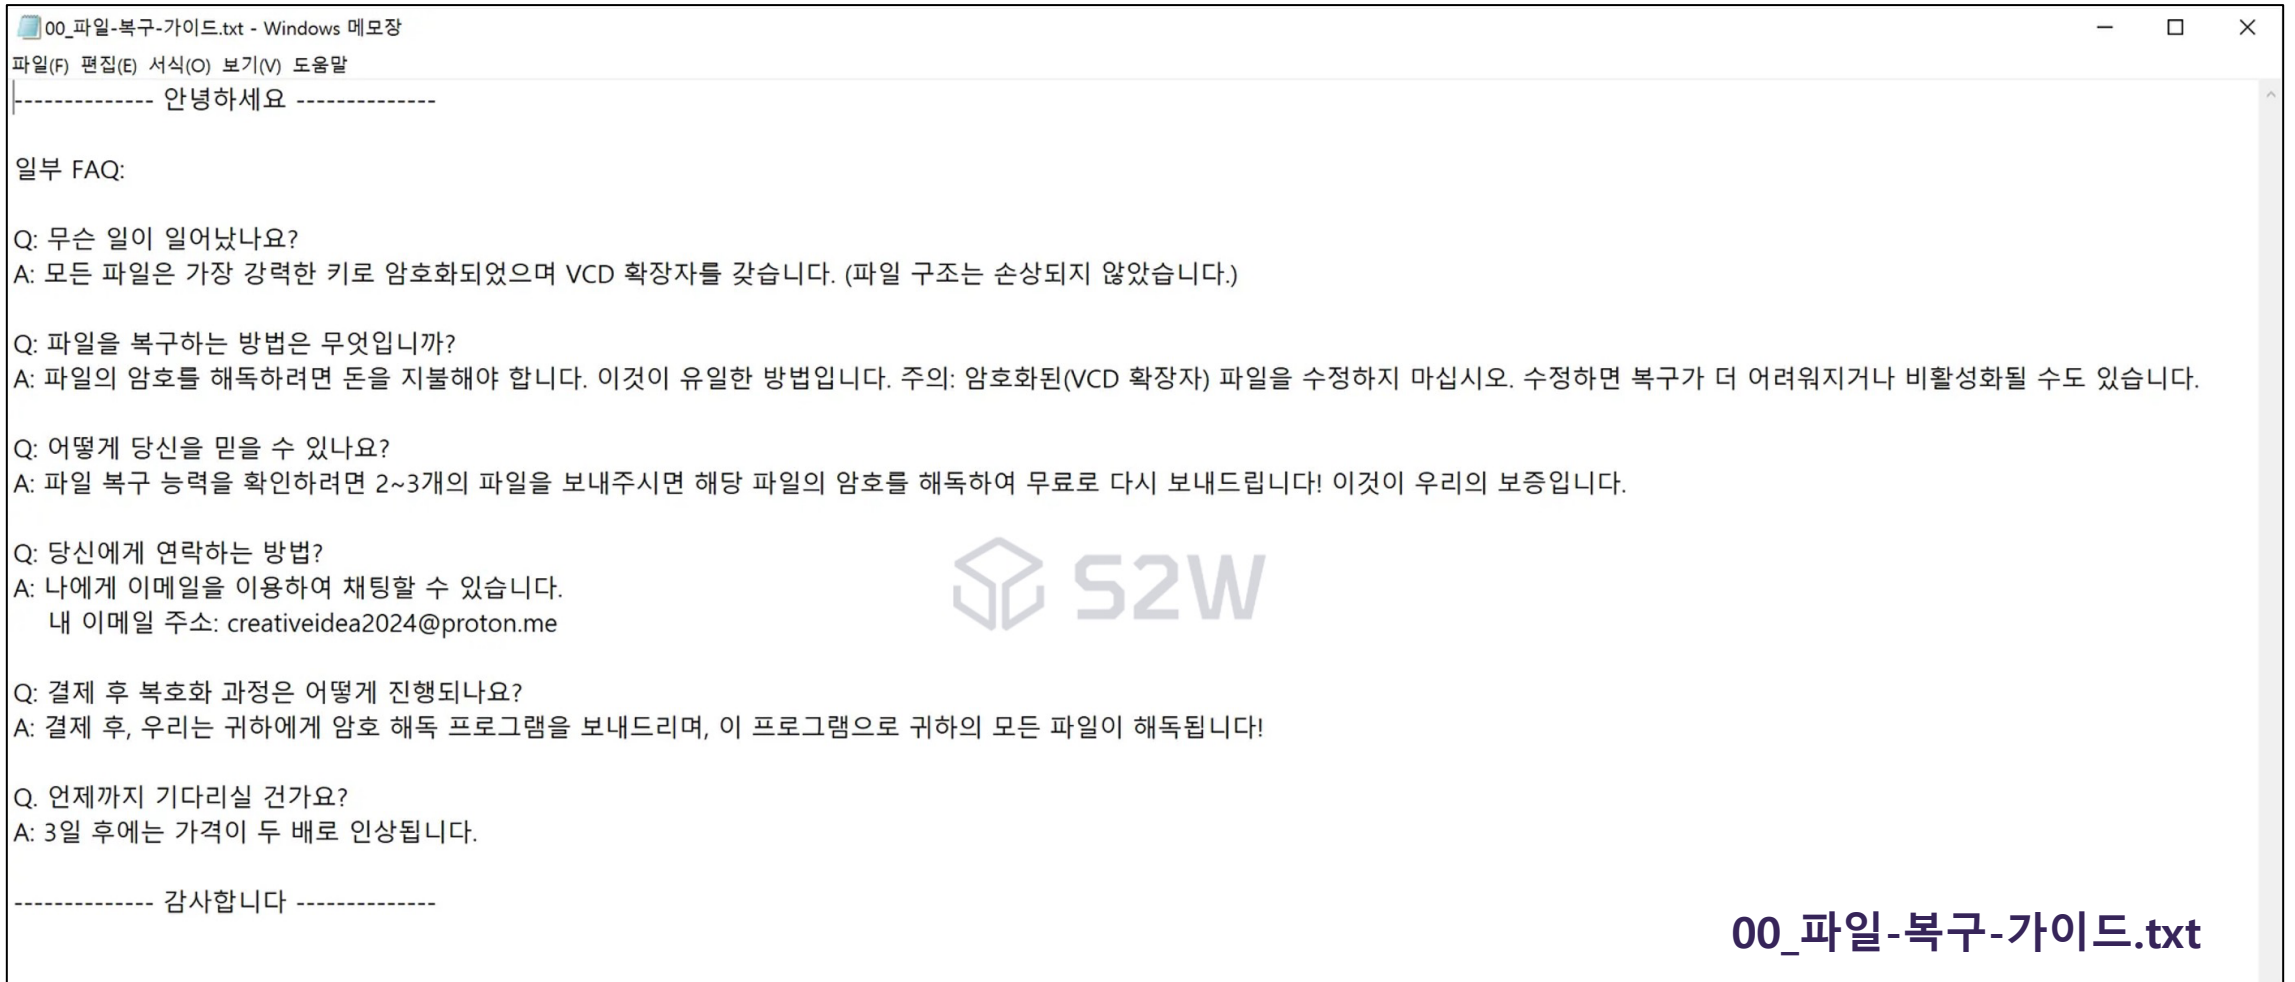 00_파일-복구-가이드.txt - Windows 메모장
파일(F) 편집(E) 서식(O) 보기(V) 도움말
-------------- 안녕하세요 --------------
일부 FAQ:
Q: 무슨 일이 일어났나요?
A: 모든 파일은 가장 강력한 키로 암호화되었으며 VCD 확장자를 갖습니다. (파일 구조는 손상되지 않았습니다.)
Q: 파일을 복구하는 방법은 무엇입니까?
A: 파일의 암호를 해독하려면 돈을 지불해야 합니다. 이것이 유일한 방법입니다. 주의: 암호화된(VCD 확장자) 파일을 수정하지 마십시오. 수정하면 복구가 더 어려워지거나 비활성화될 수도 있습니다.
Q: 어떻게 당신을 믿을 수 있나요?
A: 파일 복구 능력을 확인하려면 2~3개의 파일을 보내주시면 해당 파일의 암호를 해독하여 무료로 다시 보내드립니다! 이것이 우리의 보증입니다.
Q: 당신에게 연락하는 방법?
A: 나에게 이메일을 이용하여 채팅할 수 있습니다.
내 이메일 주소: creativeidea2024@proton.me
S2W
Q: 결제 후 복호화 과정은 어떻게 진행되나요?
A: 결제 후, 우리는 귀하에게 암호 해독 프로그램을 보내드리며, 이 프로그램으로 귀하의 모든 파일이 해독됩니다!
Q. 언제까지 기다리실 건가요?
A: 3일 후에는 가격이 두 배로 인상됩니다.
-------------- 감사합니다 --------------
00_파일-복구-가이드.txt